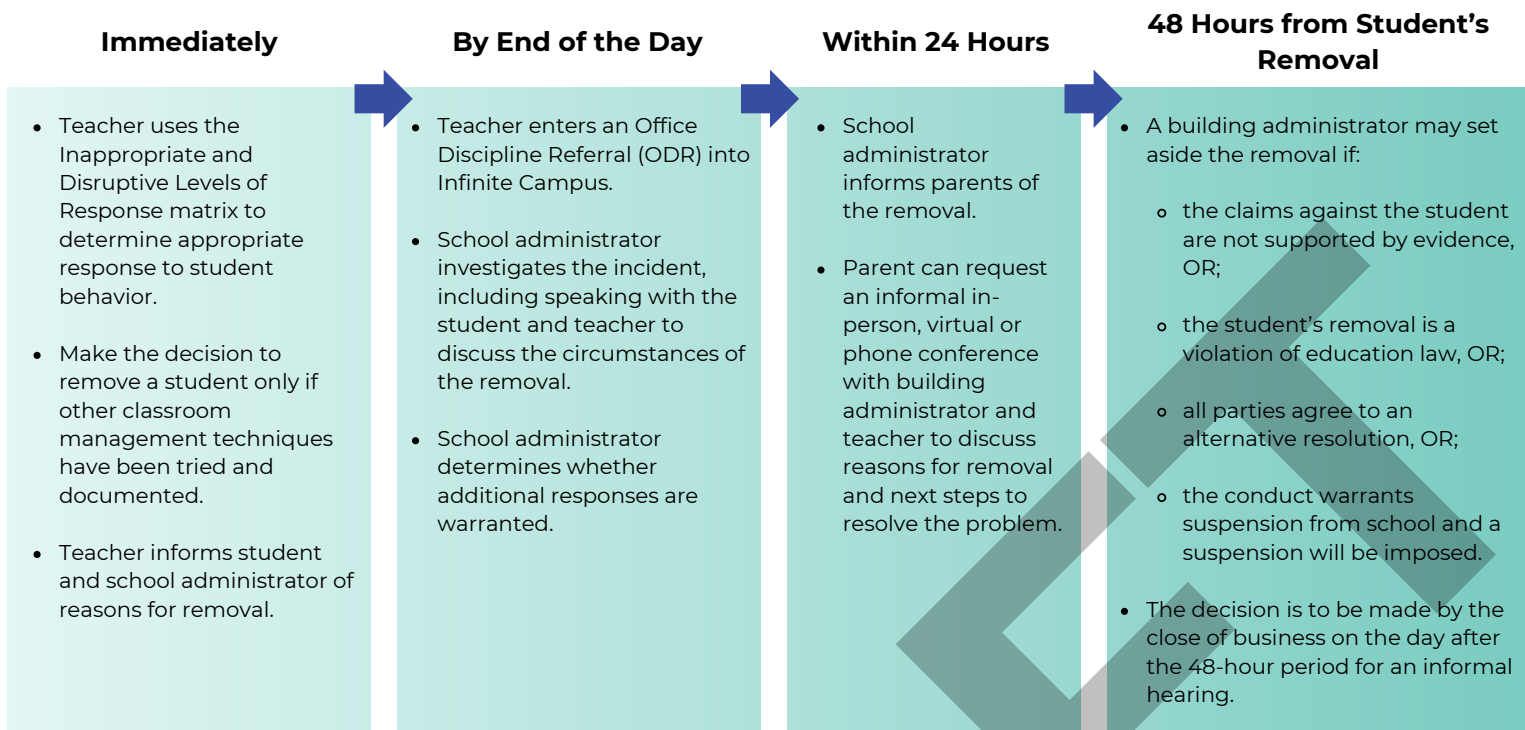 Immediately
Teacher uses the
Inappropriate and
Disruptive Levels of
Response matrix to
determine appropriate
response to student
behavior.
Make the decision to
remove a student only if
other classroom
management techniques
have been tried and
documented.
Teacher informs student
and school administrator of
reasons for removal.
By End of the Day
Teacher enters an Office
Discipline Referral (ODR) into
Infinite Campus.
School administrator
investigates the incident,
including speaking with the
student and teacher to
discuss the circumstances of
the removal.
School administrator
determines whether
additional responses are
warranted.
Within 24 Hours
School
administrator
informs parents of
the removal.
Parent can request
an informal in-
person, virtual or
phone conference
with building
administrator and
teacher to discuss
reasons for removal
and next steps to
resolve the problem.
48 Hours from Student’s
Removal
A building administrator may set
aside the removal if:
the claims against the student
are not supported by evidence,
OR;
the student’s removal is a
violation of education law, OR;
all parties agree to an
alternative resolution, OR;
the conduct warrants
suspension from school and a
suspension will be imposed.
The decision is to be made by the
close of business on the day after
the 48-hour period for an informal
hearing.